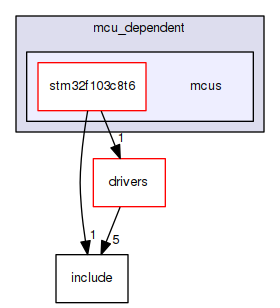 mcu_dependent
stm32f103c8t6 mcus
1
drivers
1 5
include